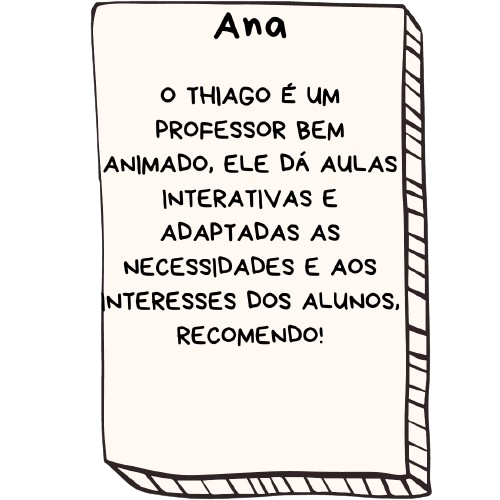 Ana
O THIAGO É UM
PROFESSOR BEM
ANIMADO, ELE DÁ AULAS
INTERATIVAS E
ADAPTADAS AS
NECESSIDADES E AOS
INTERESSES DOS ALUNOS,
RECOMENDO!